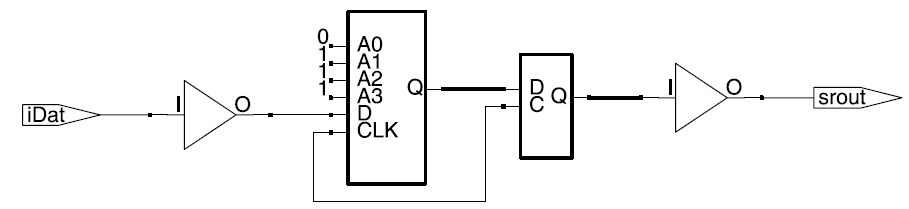 0
1
1
1
A0
A1
A2
A3
D
CLK
Q
D
C
Q
iDat
I
O
I
O
srout